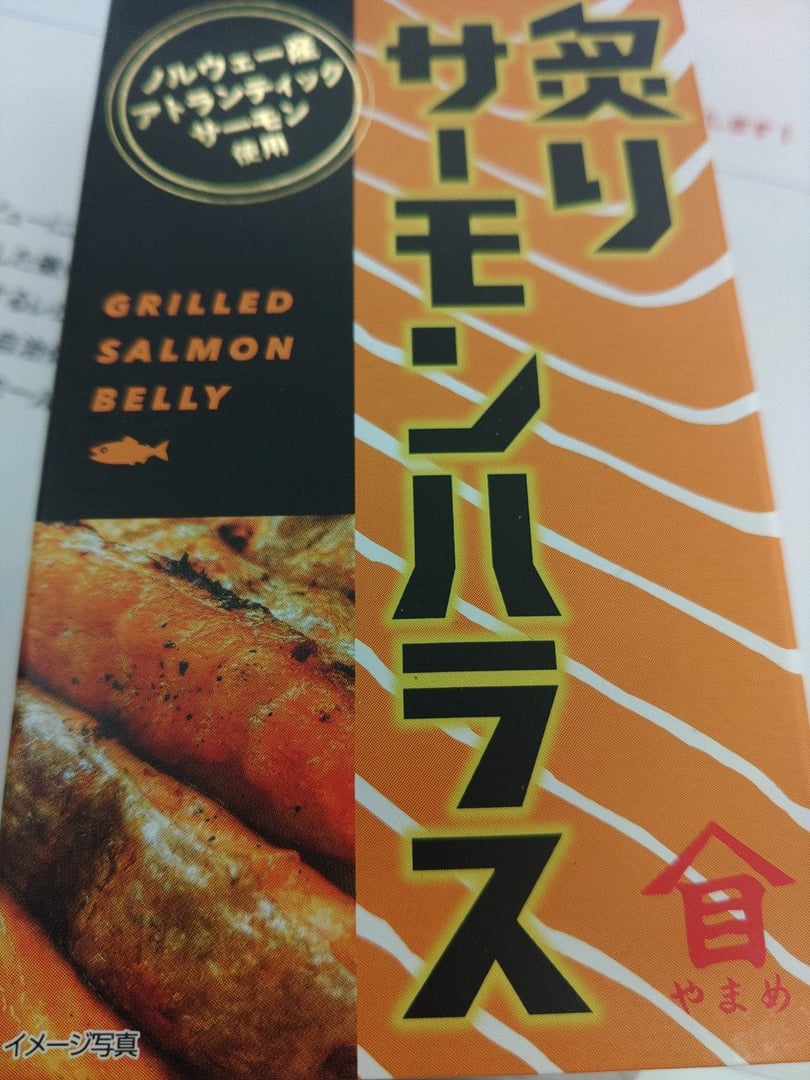 炙り
サーモンハラス
ノルウェー産
アトランティック
サーモン
使用
GRILLED
SALMON
BELLY
目
やまめ
イメージ写真